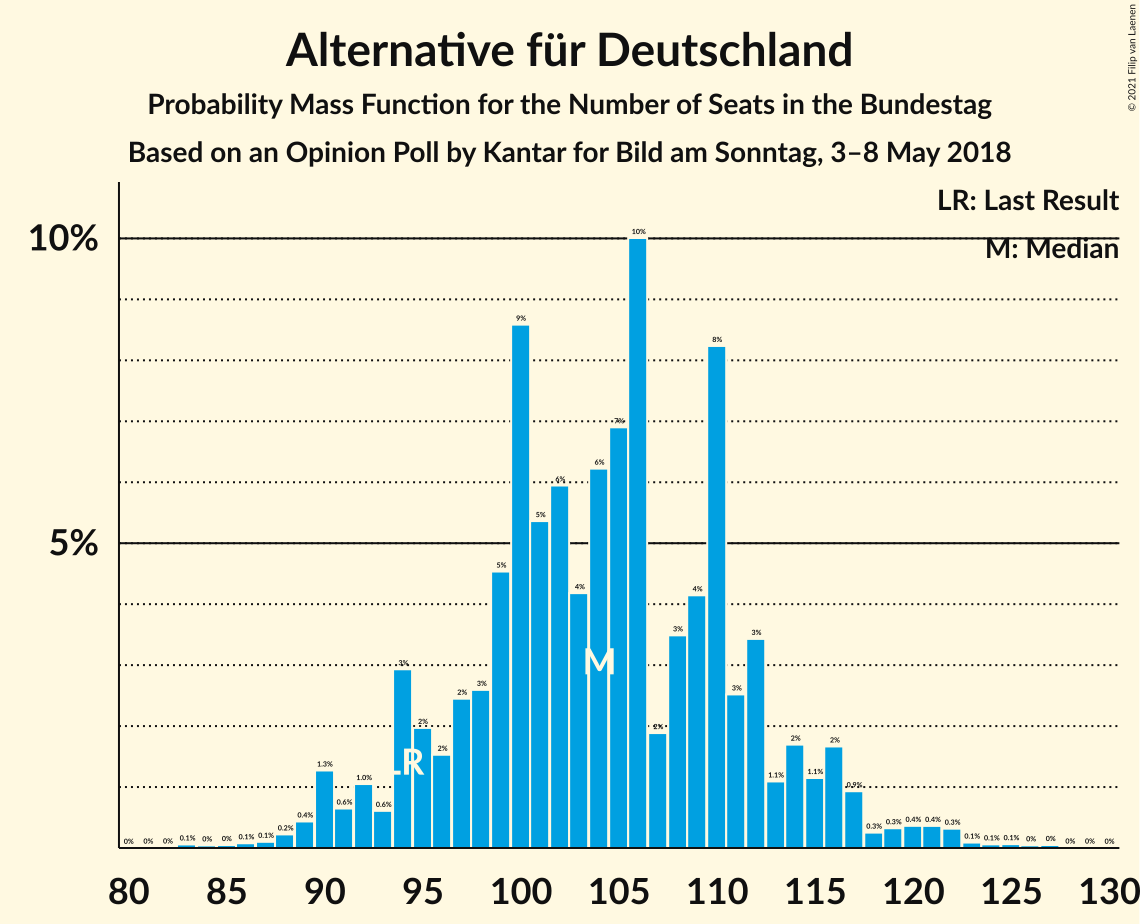 © 2021 Filip van Laenen
Alternative für Deutschland
Probability Mass Function for the Number of Seats in the Bundestag
Based on an Opinion Poll by Kantar for Bild am Sonntag, 3–8 May 2018
LR: Last Result
M: Median
10%
5%
0% 0% 0% 0.1% 0% 0% 0.1% 0.1% 0.2% 0.4% 1.3% 0.6% 1.0% 0.6% 3% 2% 2% 2% 3% 5% 9% 5% 6% 4% 6% 7% 10% 2% 3% 4% 8% 3% 3% 1.1% 2% 1.1% 2% 0.9% 0.3% 0.3% 0.4% 0.4% 0.3% 0.1% 0.1% 0.1% 0% 0% 0% 0% 0%
LR
M
80 85 90 95 100 105 110 115 120 125 130